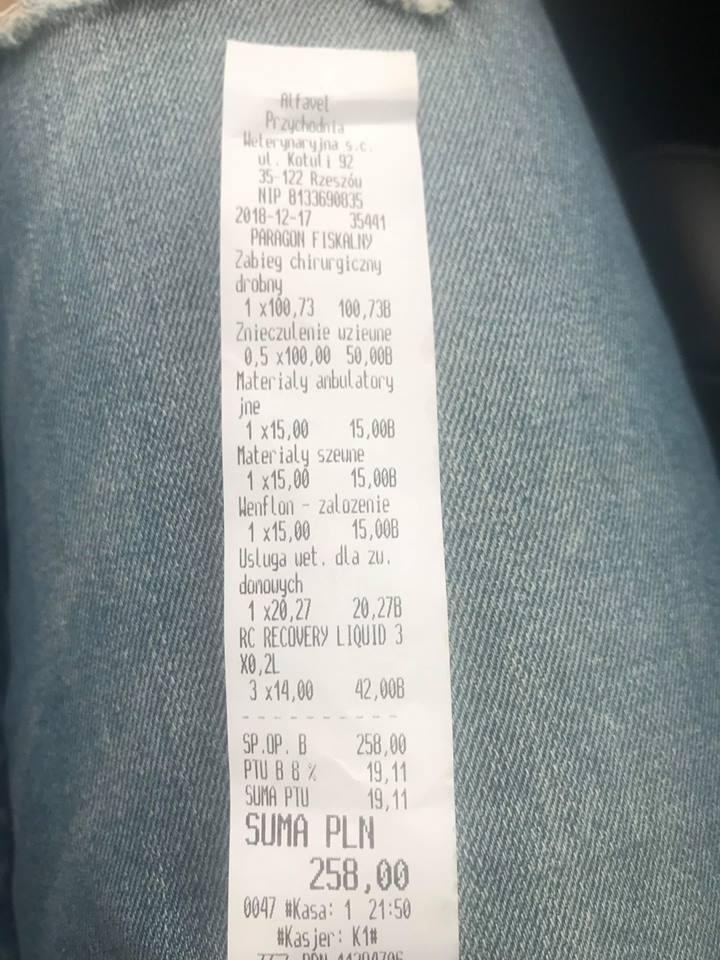 Alfavet
Przychodnia
Weterynaryjna s.c.
ul. Kotuli 92
35-122 Rzeszów
NIP 8133690835
2018-12-17 35441
PARAGON FISKALNY
Zabieg chirurgiczny
drobny
1 x100,73 100,73B
Znieczulenie wziewne
0,5 x100,00 50,00B
Materialy ambulatory
jne
1 x15,00 15,00B
Materialy szewne
1 x15,00 15,00B
Wenflon - zalozenie
1 x15,00 15,00B
Usluga wet. dla zw.
domowych
1 x20,27 20,27B
RC RECOVERY LIQUID 3
X0,2L
3 x14,00 42,00B
- - - - - - - - - -
SP.OP. B 258,00
PTU B 8 % 19,11
SUMA PTU 19,11
SUMA PLN
258,00
0047 #Kasa: 1 21:50
#Kasjer: K1#